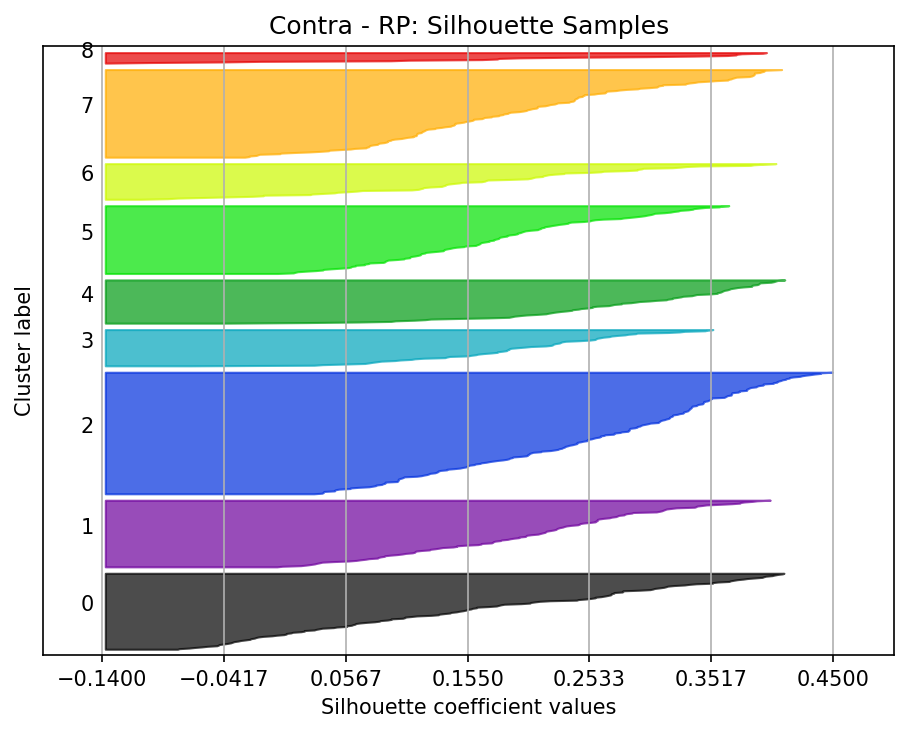 Contra - RP: Silhouette Samples
8
7
6
5
4
3
2
1
0
Cluster label
−0.1400 −0.0417 0.0567 0.1550 0.2533 0.3517 0.4500
Silhouette coefficient values